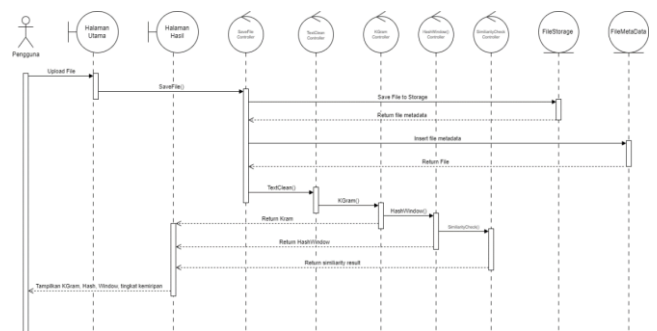 Pengguna
Halaman
Utama
Halaman
Hasil
SaveFile
Controller
TextClean
Controller
KGram
Controller
HashWindow()
Controller
SimilarityCheck
Controller
FileStorage
FileMetaData
Upload File
SaveFile()
Save File to Storage
Return file metadata
Insert file metadata
Return File
TextClean()
KGram()
HashWindow()
Return Kram
SimilarityCheck()
Return HashWindow
Return similiarity result
Tampilkan KGram, Hash, Window, tingkat kemiripan